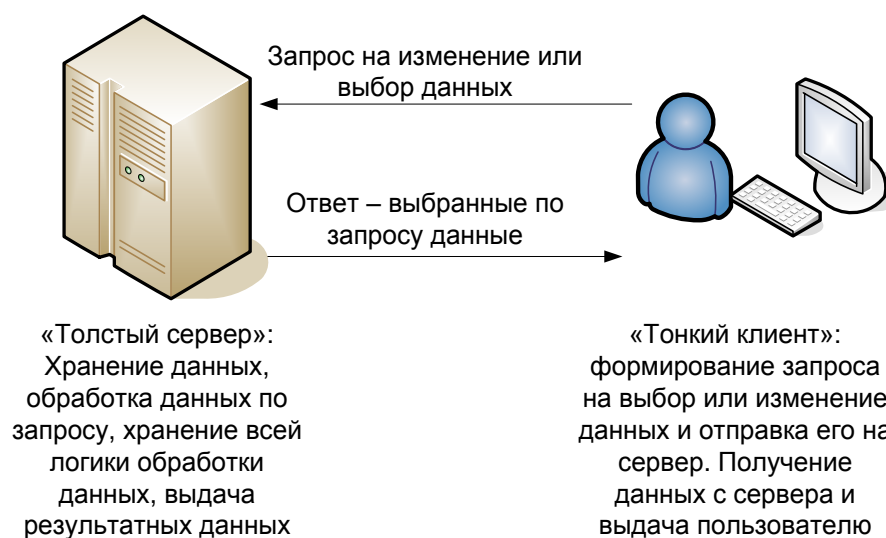 Запрос на изменение или
выбор данных
Ответ – выбранные по
запросу данные
«Толстый сервер»:
Хранение данных,
обработка данных по
запросу, хранение всей
логики обработки
данных, выдача
результатных данных
«Тонкий клиент»:
формирование запроса
на выбор или изменение
данных и отправка его на
сервер. Получение
данных с сервера и
выдача пользователю